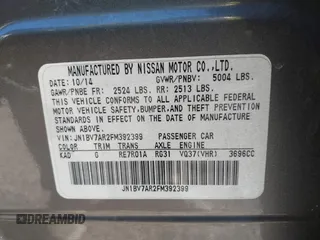 MANUFACTURED BY NISSAN MOTOR CO.,LTD.
DATE: 10/14 GVWR/PNBV: 5004 LBS.
GAWR/PNBE FR: 2524 LBS. RR: 2513 LBS.
THIS VEHICLE CONFORMS TO ALL APPLICABLE FEDERAL
MOTOR VEHICLE SAFETY, BUMPER, AND THEFT PREVENTION
STANDARDS IN EFFECT ON THE DATE OF MANUFACTURE
SHOWN ABOVE.
VIN: JN1BV7AR2FM392399 PASSENGER CAR
COLOR TRIM TRANS AXLE ENGINE
KAD G RE7R01A RG31 VQ37(VHR) 3696CC
JN1BV7AR2FM392399
DREAMBID